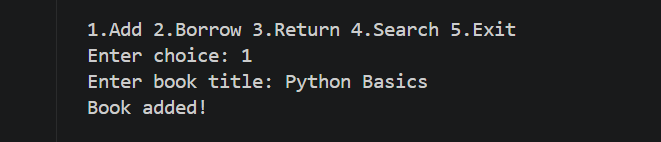 1.Add 2.Borrow 3.Return 4.Search 5.Exit
Enter choice: 1
Enter book title: Python Basics
Book added!